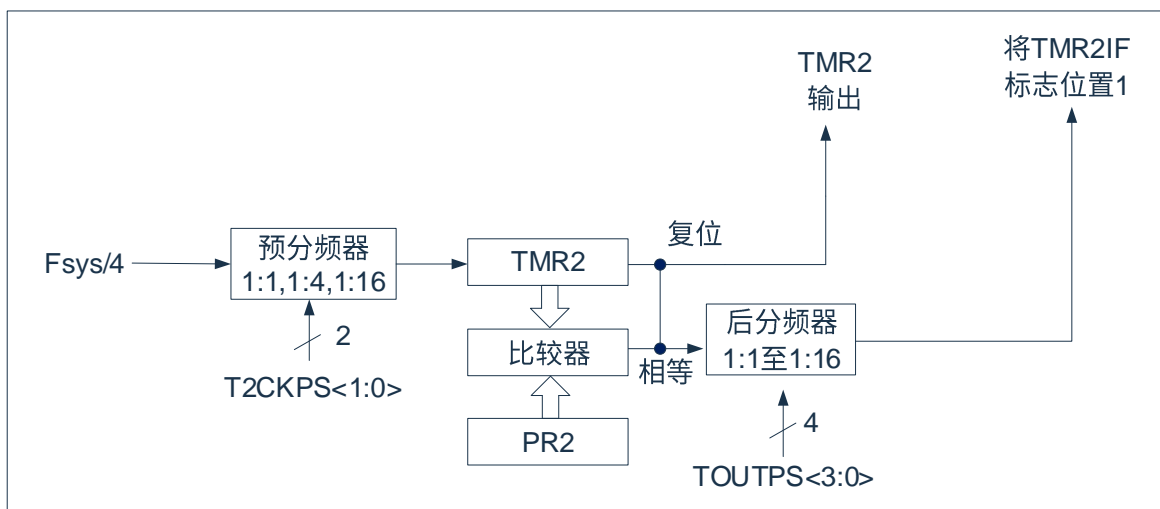 TMR2
输出
将TMR2IF
标志位置1
Fsys/4
预分频器
1:1,1:4,1:16
2
T2CKPS<1:0>
TMR2
复位
比较器
相等
PR2
后分频器
1:1至1:16
4
TOUTPS<3:0>